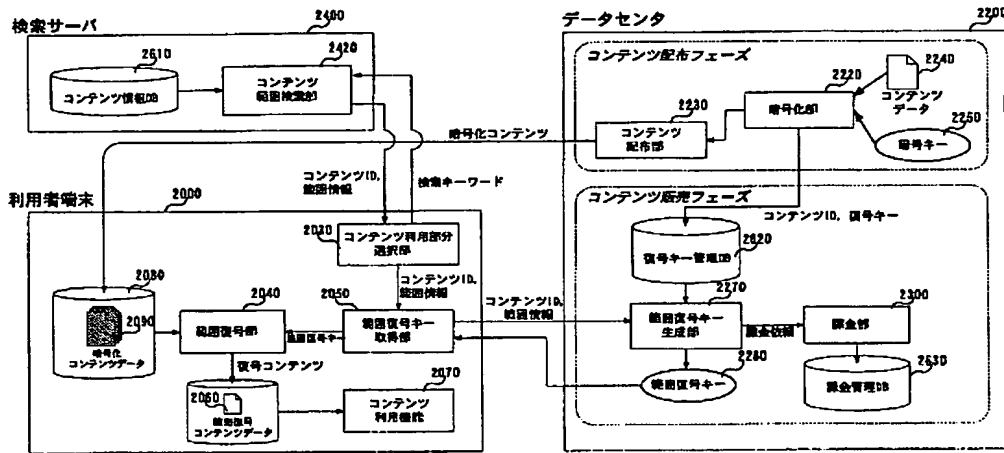 検索サーバ
2400
2610
コンテンツ情報DB
2420
コンテンツ
範囲検索部
データセンタ
2200
コンテンツ配布フェーズ
2240
コンテンツ
データ
2220
暗号化部
2230
コンテンツ
配布部
2250
暗号キー
暗号化コンテンツ
コンテンツID,
範囲情報
検索キーワード
利用者端末
2000
2030
コンテンツ利用部分
選択部
コンテンツID,
範囲情報
2080
2090
暗号化
コンテンツデータ
2040
範囲復号部
範囲復号キー
2050
範囲復号キー
取得部
復号コンテンツ
2060
範囲復号
コンテンツデータ
2070
コンテンツ
利用機能
コンテンツID,
範囲情報
コンテンツ販売フェーズ
コンテンツID, 復号キー
2620
復号キー管理DB
2270
範囲復号キー
生成部
課金依頼
2300
課金部
2280
範囲復号キー
2630
課金管理DB